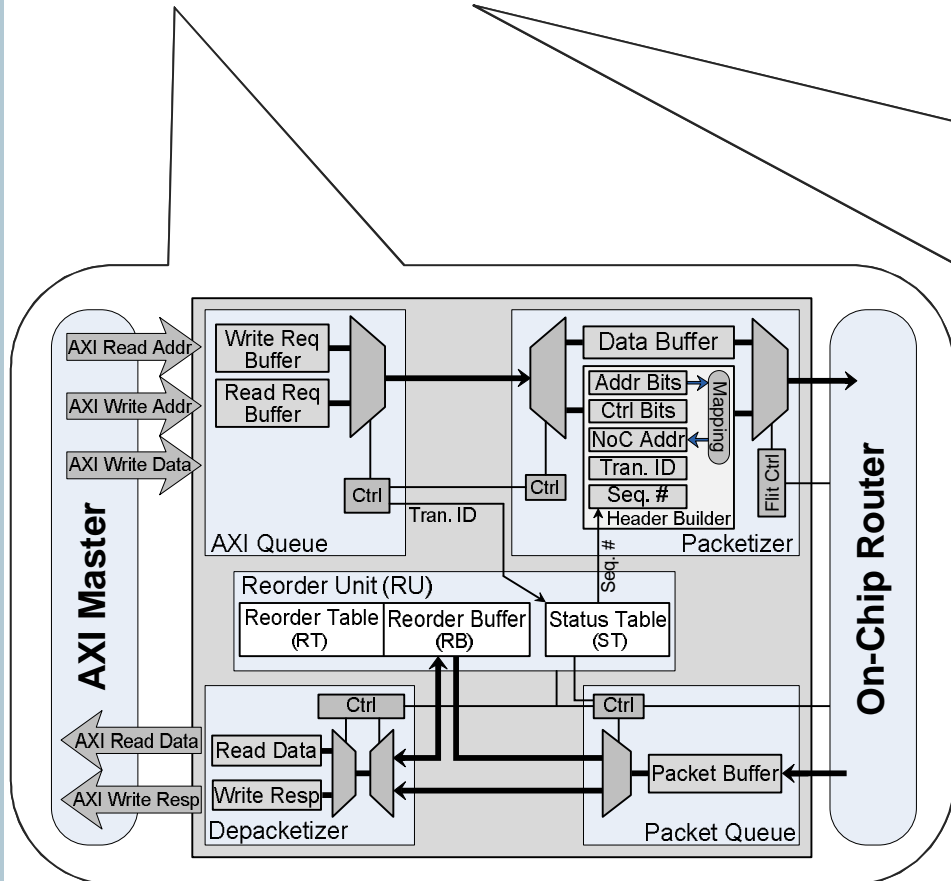 AXI Read Addr
AXI Write Addr
AXI Write Data
AXI Master
AXI Read Data
AXI Write Resp
Write Req
Buffer
Read Req
Buffer
Ctrl
AXI Queue
Tran. ID
Ctrl
Data Buffer
Addr Bits
Ctrl Bits
NoC Addr
Tran. ID
Seq. #
Mapping
Header Builder
Flit Ctrl
Packetizer
Seq. #
Reorder Unit (RU)
Reorder Table
(RT)
Reorder Buffer
(RB)
Status Table
(ST)
Ctrl
Read Data
Write Resp
Depacketizer
Ctrl
Packet Buffer
Packet Queue
On-Chip Router